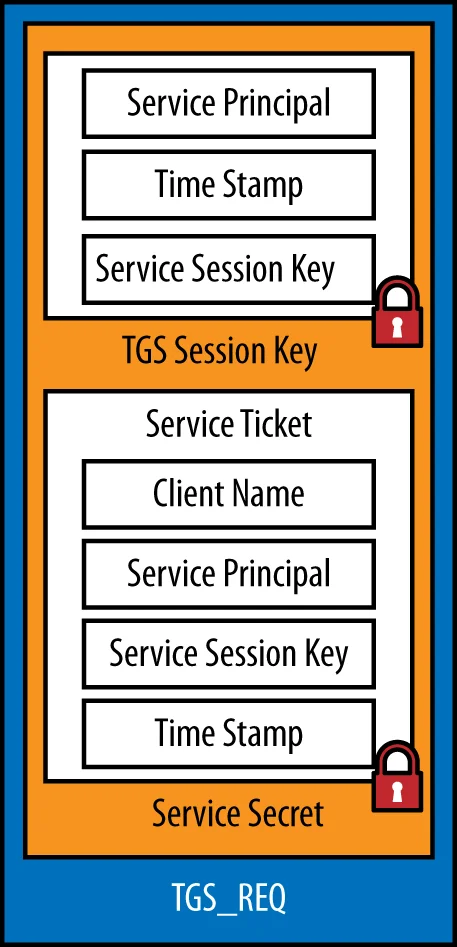 Service Principal
Time Stamp
Service Session Key
TGS Session Key
Service Ticket
Client Name
Service Principal
Service Session Key
Time Stamp
Service Secret
TGS_REQ